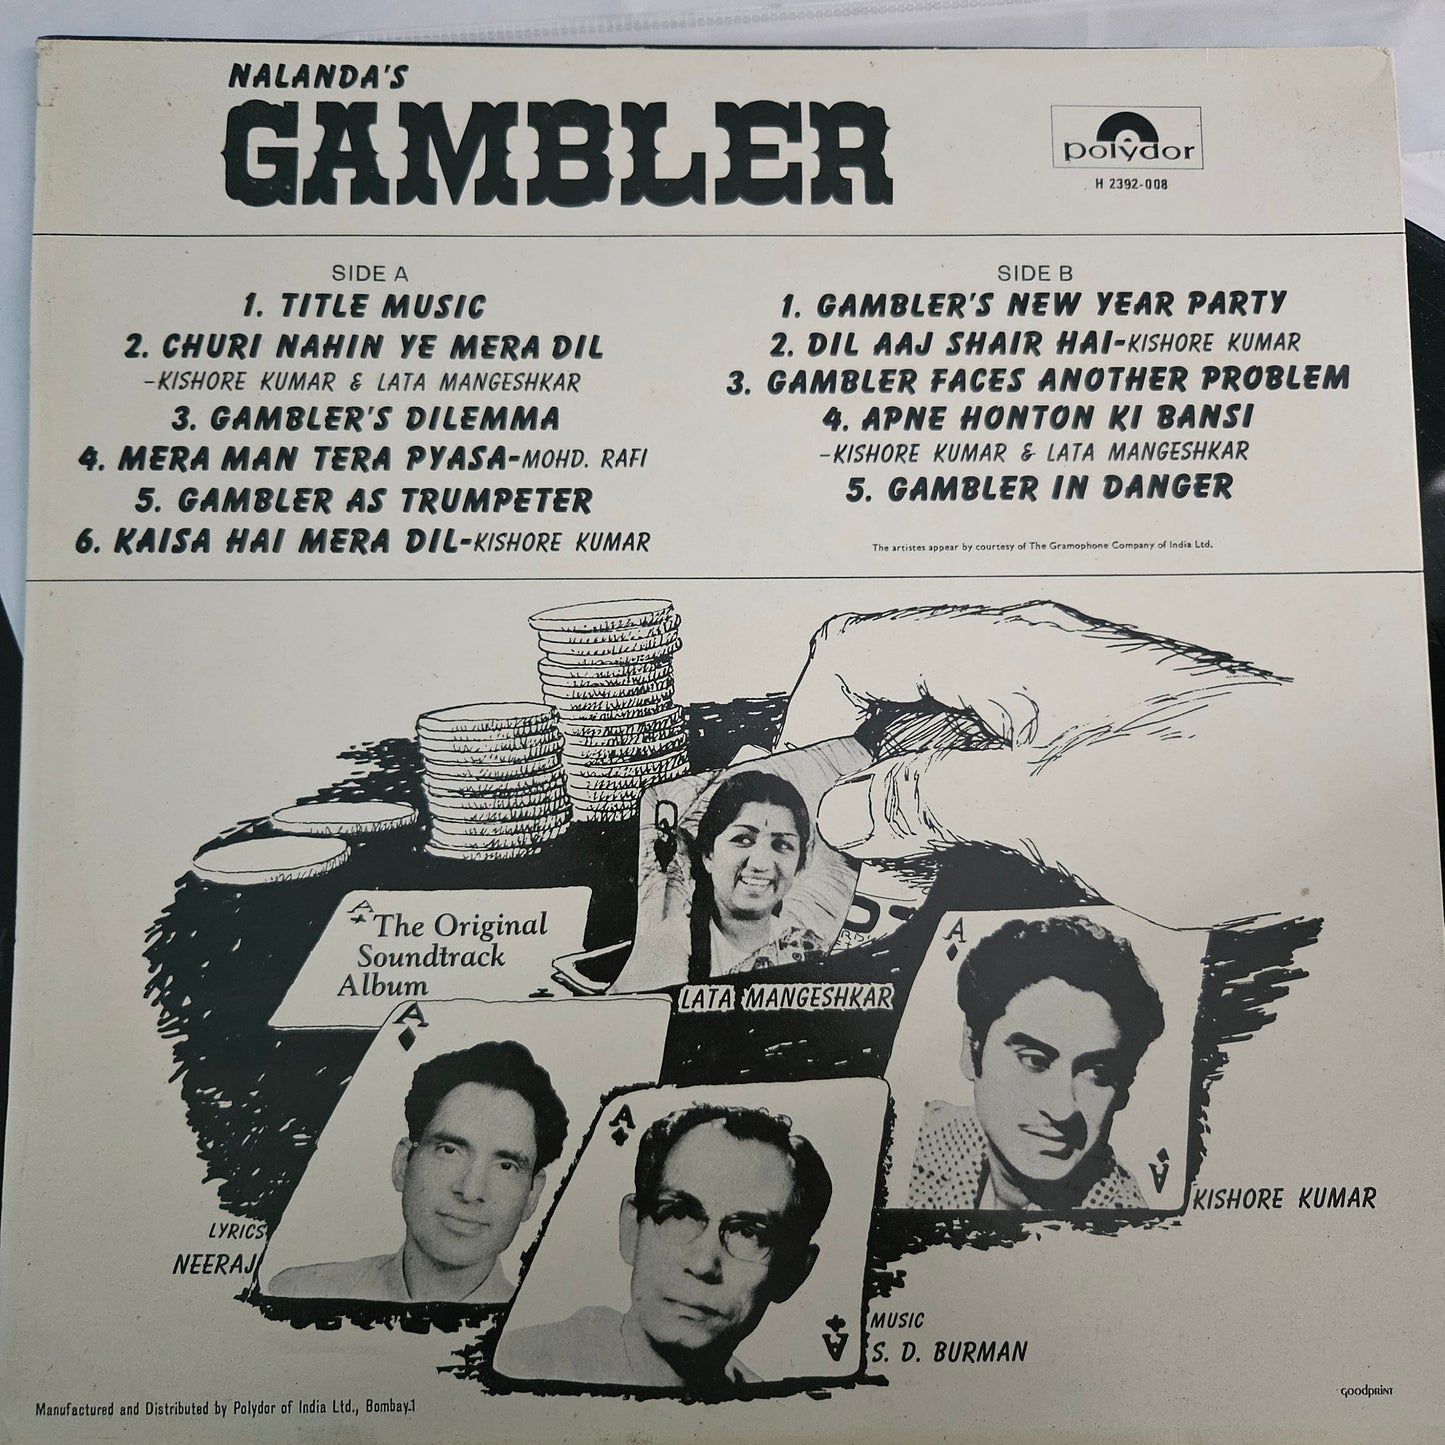 NALANDA'S
GAMBLER
polydor
H 2392-008
SIDE A
1. TITLE MUSIC
2. CHURI NAHIN YE MERA DIL
-KISHORE KUMAR & LATA MANGESHKAR
3. GAMBLER'S DILEMMA
4. MERA MAN TERA PYASA-MOHD. RAFI
5. GAMBLER AS TRUMPETER
6. KAISA HAI MERA DIL-KISHORE KUMAR
SIDE B
1. GAMBLER'S NEW YEAR PARTY
2. DIL AAJ SHAIR HAI-KISHORE KUMAR
3. GAMBLER FACES ANOTHER PROBLEM
4. APNE HONTON KI BANSI
-KISHORE KUMAR & LATA MANGESHKAR
5. GAMBLER IN DANGER
The artistes appear by courtesy of The Gramophone Company of India Ltd.
Q
A
The Original
Soundtrack
Album
LATA MANGESHKAR
A
A
A
A
KISHORE KUMAR
LYRICS
NEERAJ
A
MUSIC
S. D. BURMAN
GOODPRINT
Manufactured and Distributed by Polydor of India Ltd., Bombay-1